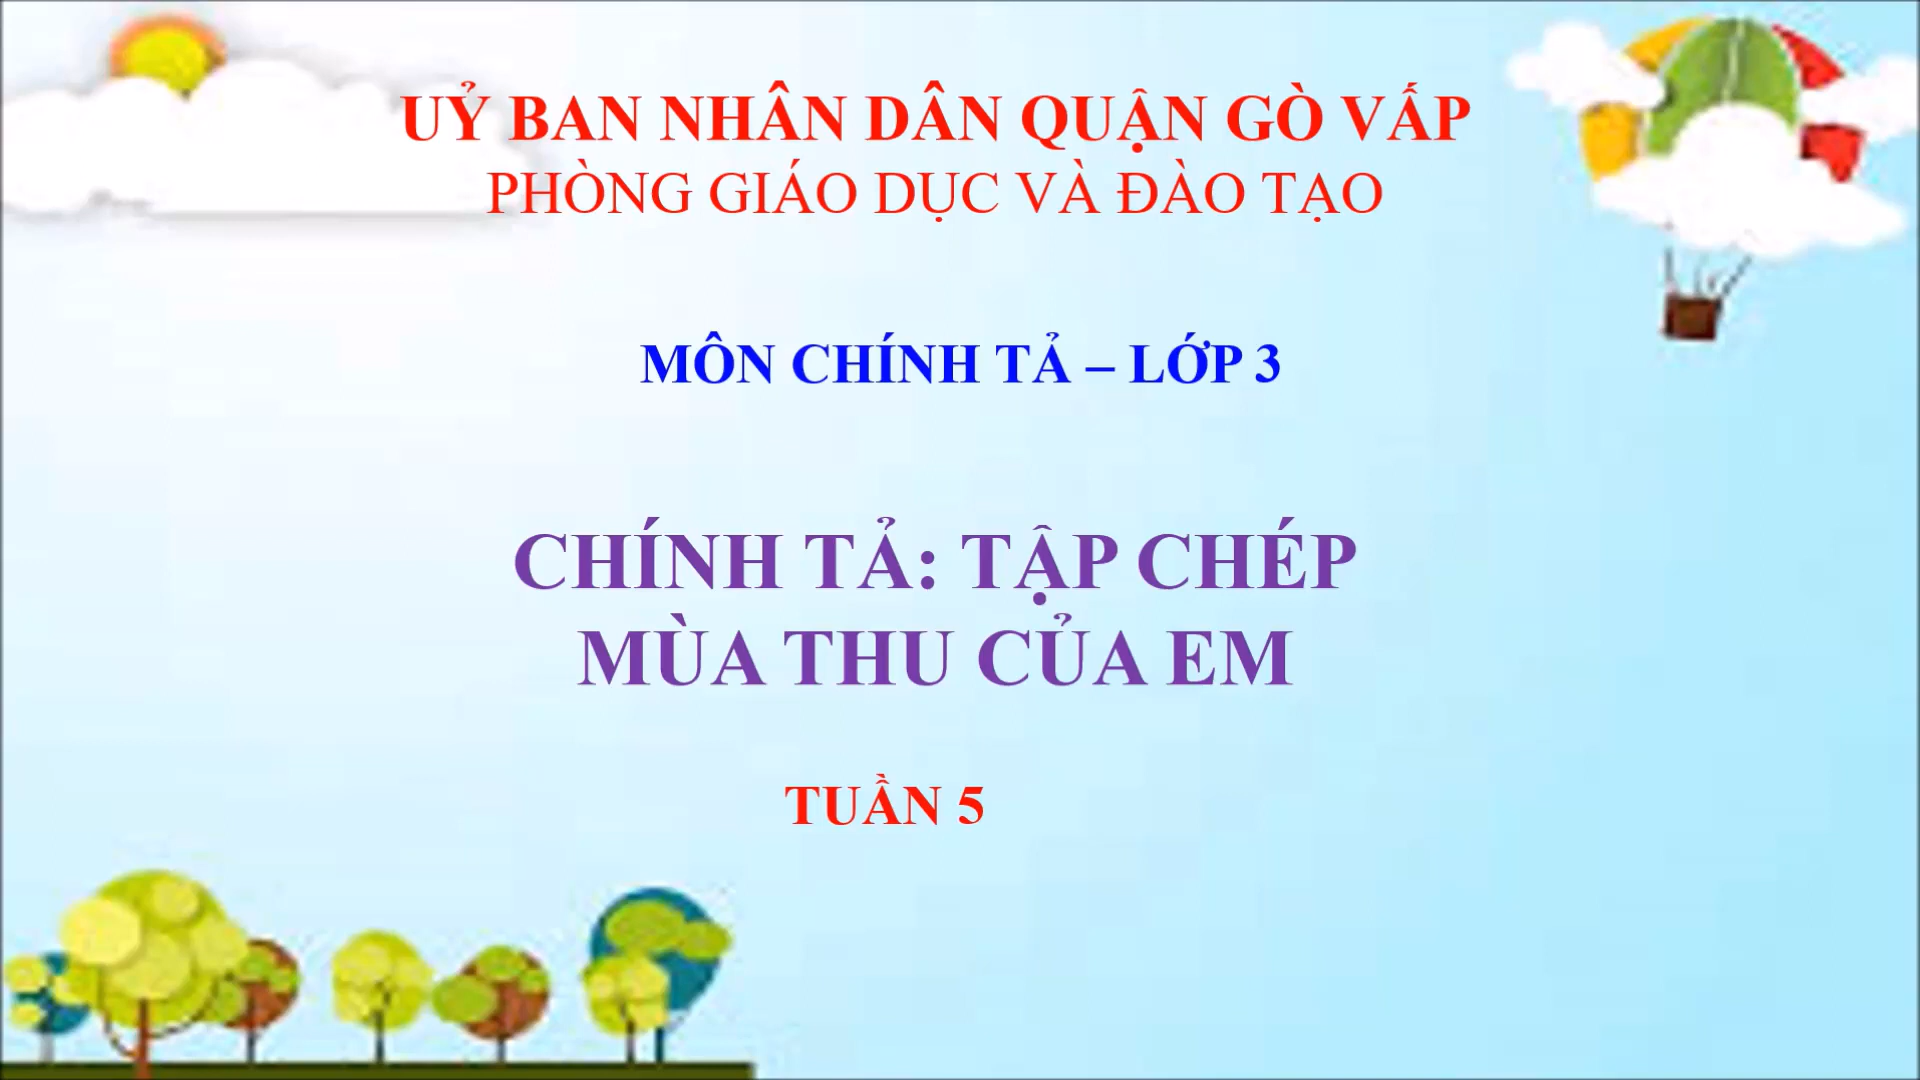 UỶ BAN NHÂN DÂN QUẬN GÒ VẤP
PHÒNG GIÁO DỤC VÀ ĐÀO TẠO
MÔN CHÍNH TẢ – LỚP 3
CHÍNH TẢ: TẬP CHÉP
MÙA THU CỦA EM
TUẦN 5